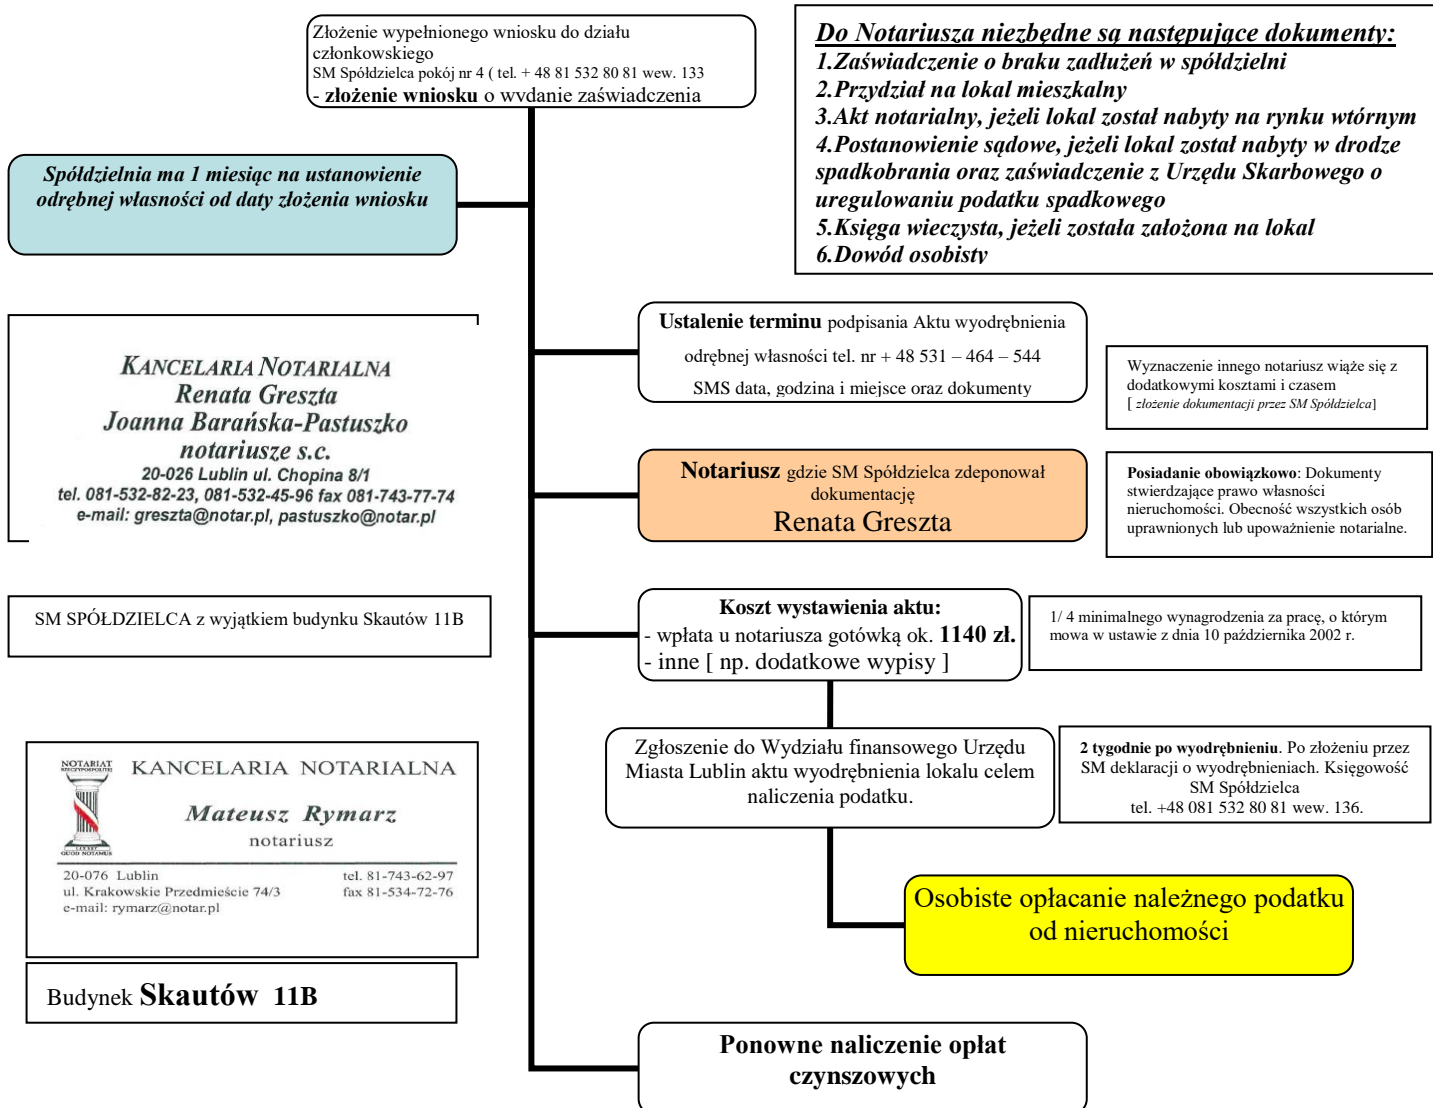 Złożenie wypełnionego wniosku do działu
członkowskiego
SM Spółdzielca pokój nr 4 ( tel. + 48 81 532 80 81 wew. 133
- złożenie wniosku o wydanie zaświadczenia
Do Notariusza niezbędne są następujące dokumenty:
1.Zaświadczenie o braku zadłużeń w spółdzielni
2.Przydział na lokal mieszkalny
3.Akt notarialny, jeżeli lokal został nabyty na rynku wtórnym
4.Postanowienie sądowe, jeżeli lokal został nabyty w drodze
spadkobrania oraz zaświadczenie z Urzędu Skarbowego o
uregulowaniu podatku spadkowego
5.Księga wieczysta, jeżeli została założona na lokal
6.Dowód osobisty
Spółdzielnia ma 1 miesiąc na ustanowienie
odrębnej własności od daty złożenia wniosku
Ustalenie terminu podpisania Aktu wyodrębnienia
odrębnej własności tel. nr + 48 531 – 464 – 544
SMS data, godzina i miejsce oraz dokumenty
Wyznaczenie innego notariusz wiąże się z
dodatkowymi kosztami i czasem
[ złożenie dokumentacji przez SM Spółdzielca]
KANCELARIA NOTARIALNA
Renata Greszta
Joanna Barańska-Pastuszko
notariusze s.c.
20-026 Lublin ul. Chopina 8/1
tel. 081-532-82-23, 081-532-45-96 fax 081-743-77-74
e-mail: greszta@notar.pl, pastuszko@notar.pl
Notariusz gdzie SM Spółdzielca zdeponował
dokumentację
Renata Greszta
Posiadanie obowiązkowo: Dokumenty
stwierdzające prawo własności
nieruchomości. Obecność wszystkich osób
uprawnionych lub upoważnienie notarialne.
SM SPÓŁDZIELCA z wyjątkiem budynku Skautów 11B
Koszt wystawienia aktu:
- wpłata u notariusza gotówką ok. 1140 zł.
- inne [ np. dodatkowe wypisy ]
1/ 4 minimalnego wynagrodzenia za pracę, o którym
mowa w ustawie z dnia 10 października 2002 r.
Zgłoszenie do Wydziału finansowego Urzędu
Miasta Lublin aktu wyodrębnienia lokalu celem
naliczenia podatku.
2 tygodnie po wyodrębnieniu. Po złożeniu przez
SM deklaracji o wyodrębnieniach. Księgowość
SM Spółdzielca
tel. +48 081 532 80 81 wew. 136.
NOTARIAT
KANCELARIA NOTARIALNA
Mateusz Rymarz
notariusz
20-076 Lublin
ul. Krakowskie Przedmieście 74/3
e-mail: rymarz@notar.pl
tel. 81-743-62-97
fax 81-534-72-76
Budynek Skautów 11B
Osobiste opłacanie należnego podatku
od nieruchomości
Ponowne naliczenie opłat
czynszowych